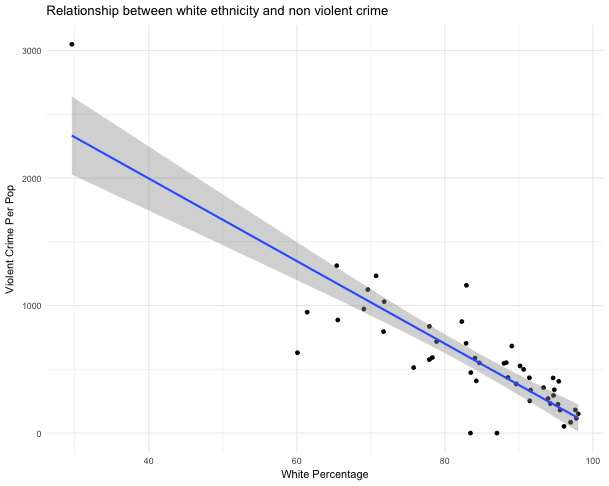 Relationship between white ethnicity and non violent crime
3000
2000
1000
0
Violent Crime Per Pop
40
60
80
100
White Percentage